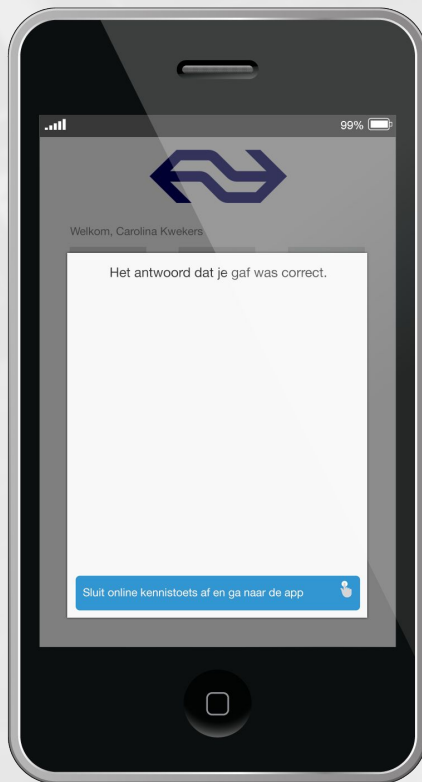 99%
Welkom, Carolina Kwekers
Het antwoord dat je gaf was correct.
Sluit online kennistoets af en ga naar de app